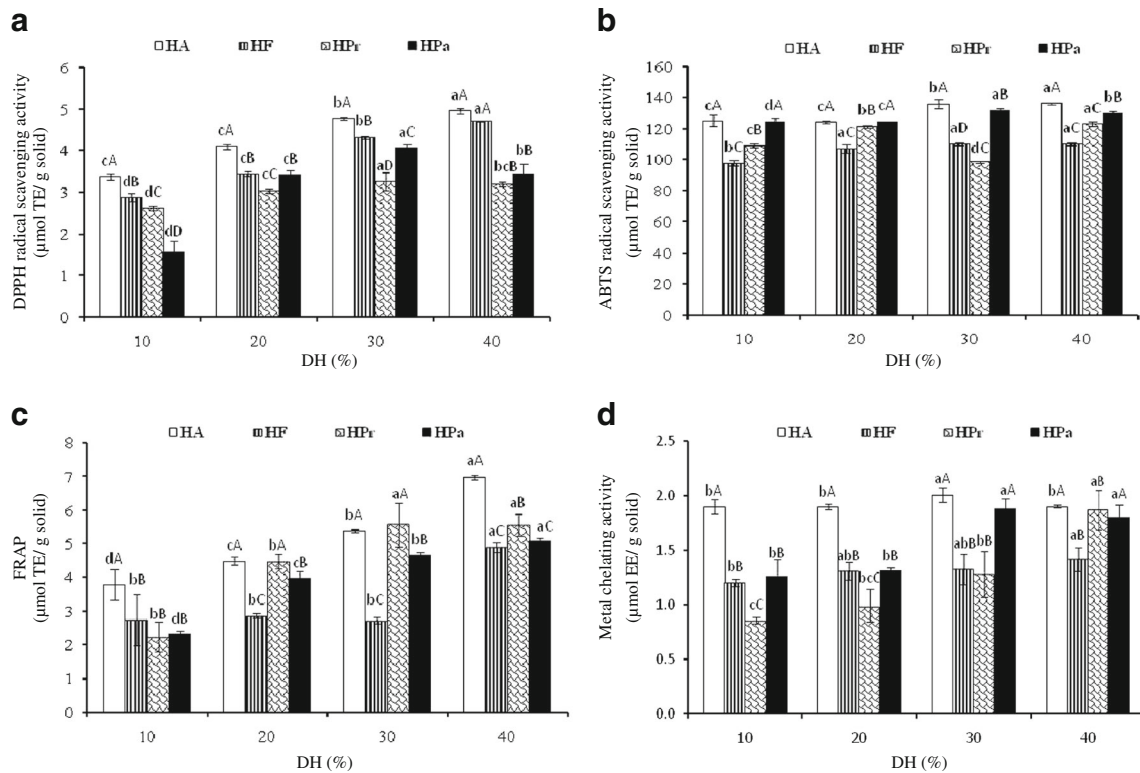 a
HA HF HPr HPa
DPPH radical scavenging activity
(µmol TE/ g solid)
6
5
4
3
2
1
0
cA dB dC dD
cA cB cC cB
bA bB aD aC
aA aA bcB bB
10 20 30 40
DH (%)
b
HA HF HPr HPa
ABTS radical scavenging activity
(µmol TE/ g solid)
160
140
120
100
80
60
40
20
0
cA bC cB dA
cA aC bB cA
bA aD dC aB
aA aC aC bB
10 20 30 40
DH (%)
c
HA HF HPr HPa
FRAP
(µmol TE/ g solid)
8
7
6
5
4
3
2
1
0
dA bB bB dB
cA bC bA cB
bA bC aA bB
aA aC aB aC
10 20 30 40
DH (%)
d
HA HF HPr HPa
Metal chelating activity
(µmol EE/ g solid)
2.5
2.0
1.5
1.0
0.5
0.0
bA bB cC bB
bA abB bcC bB
aA abB bB aA
bA aB aB aA
10 20 30 40
DH (%)